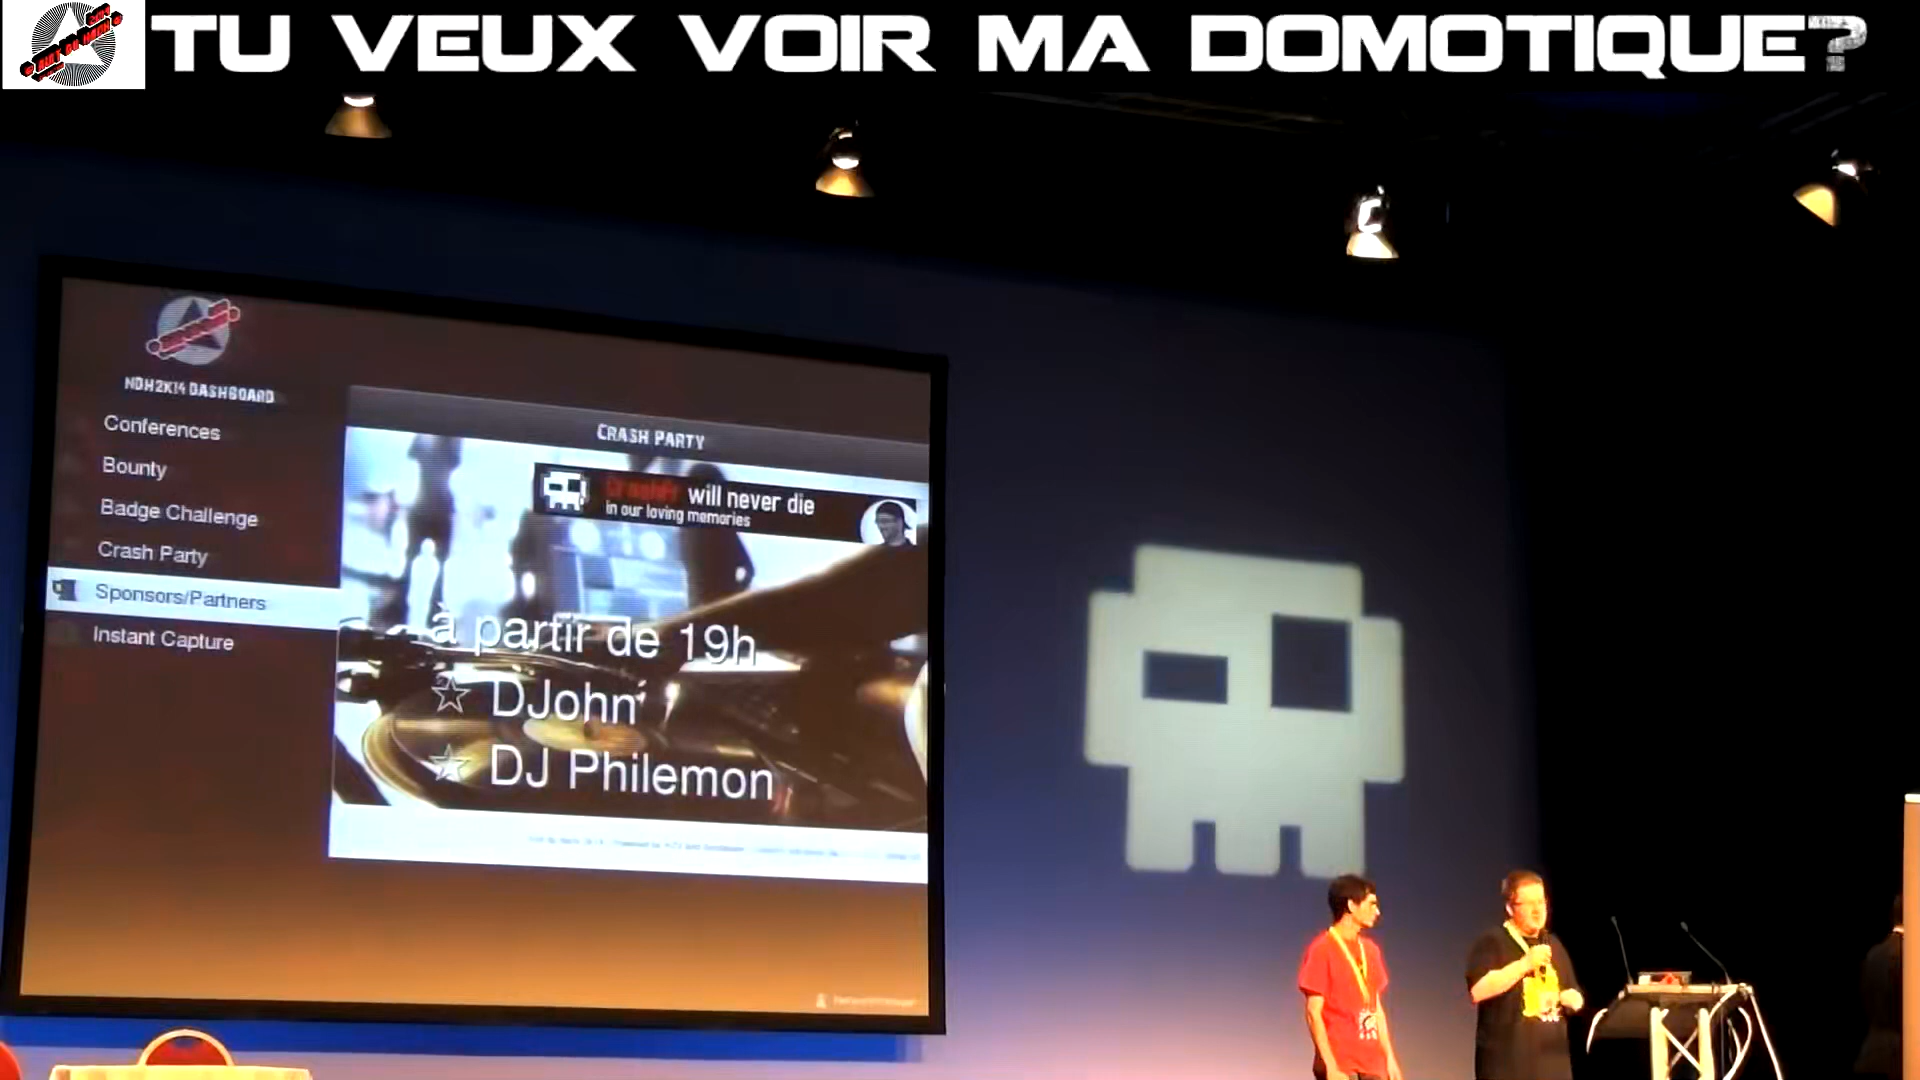 TU VEUX VOIR MA DOMOTIQUE?
NDH2K14 DASHBOARD
Conferences
Bounty
Badge Challenge
Crash Party
Sponsors/Partners
Instant Capture
CRASH PARTY
CrashFr will never die
in our loving memories
à partir de 19h
☆ DJohn'
☆ DJ Philemon